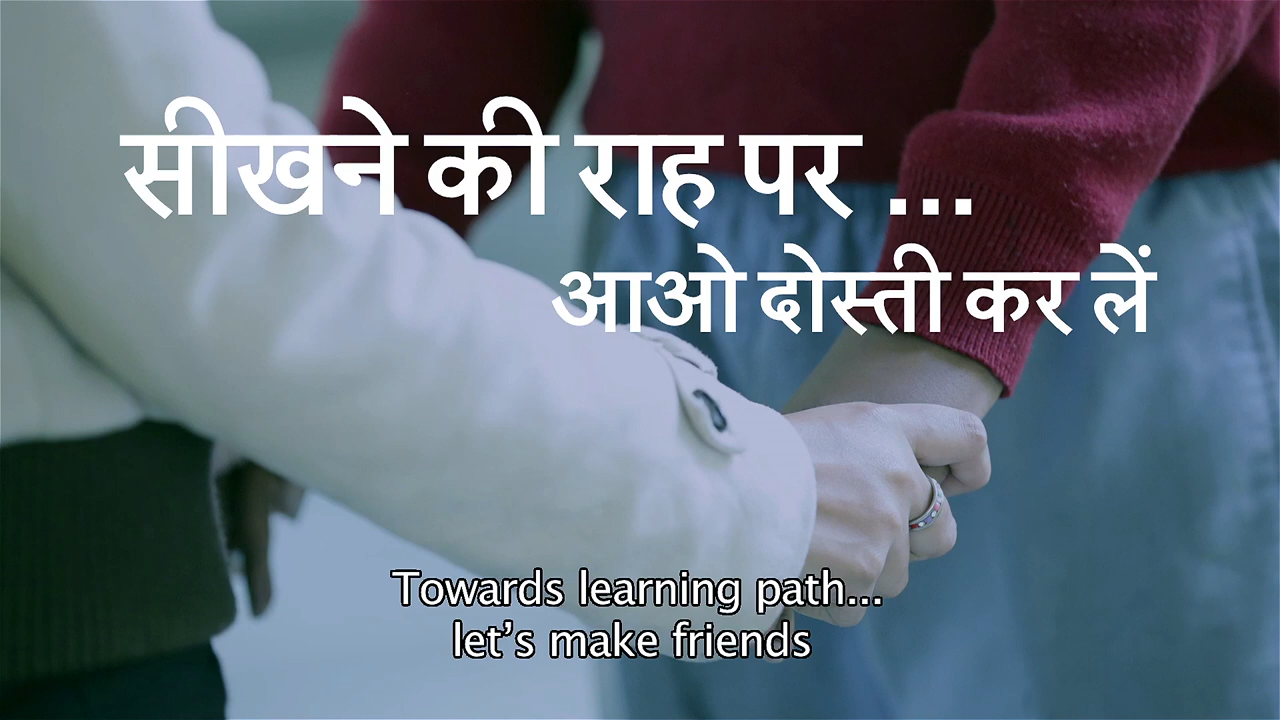 सीखने की राह पर ...
आओ दोस्ती कर लें
Towards learning path...
let’s make friends